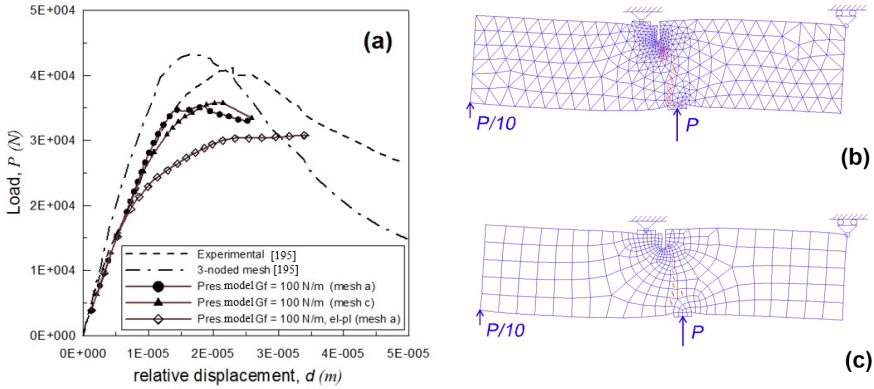 (a)
5E+004
4E+004
3E+004
2E+004
1E+004
0E+000
Load, P (N)
Experimental [195]
3-noded mesh [195]
Pres.model Gf = 100 N/m (mesh a)
Pres.model Gf = 100 N/m (mesh c)
Pres.model Gf = 100 N/m, el-pl (mesh a)
0E+000 1E-005 2E-005 3E-005 4E-005 5E-005
relative displacement, d (m)
P/10
P
(b)
P/10
P
(c)